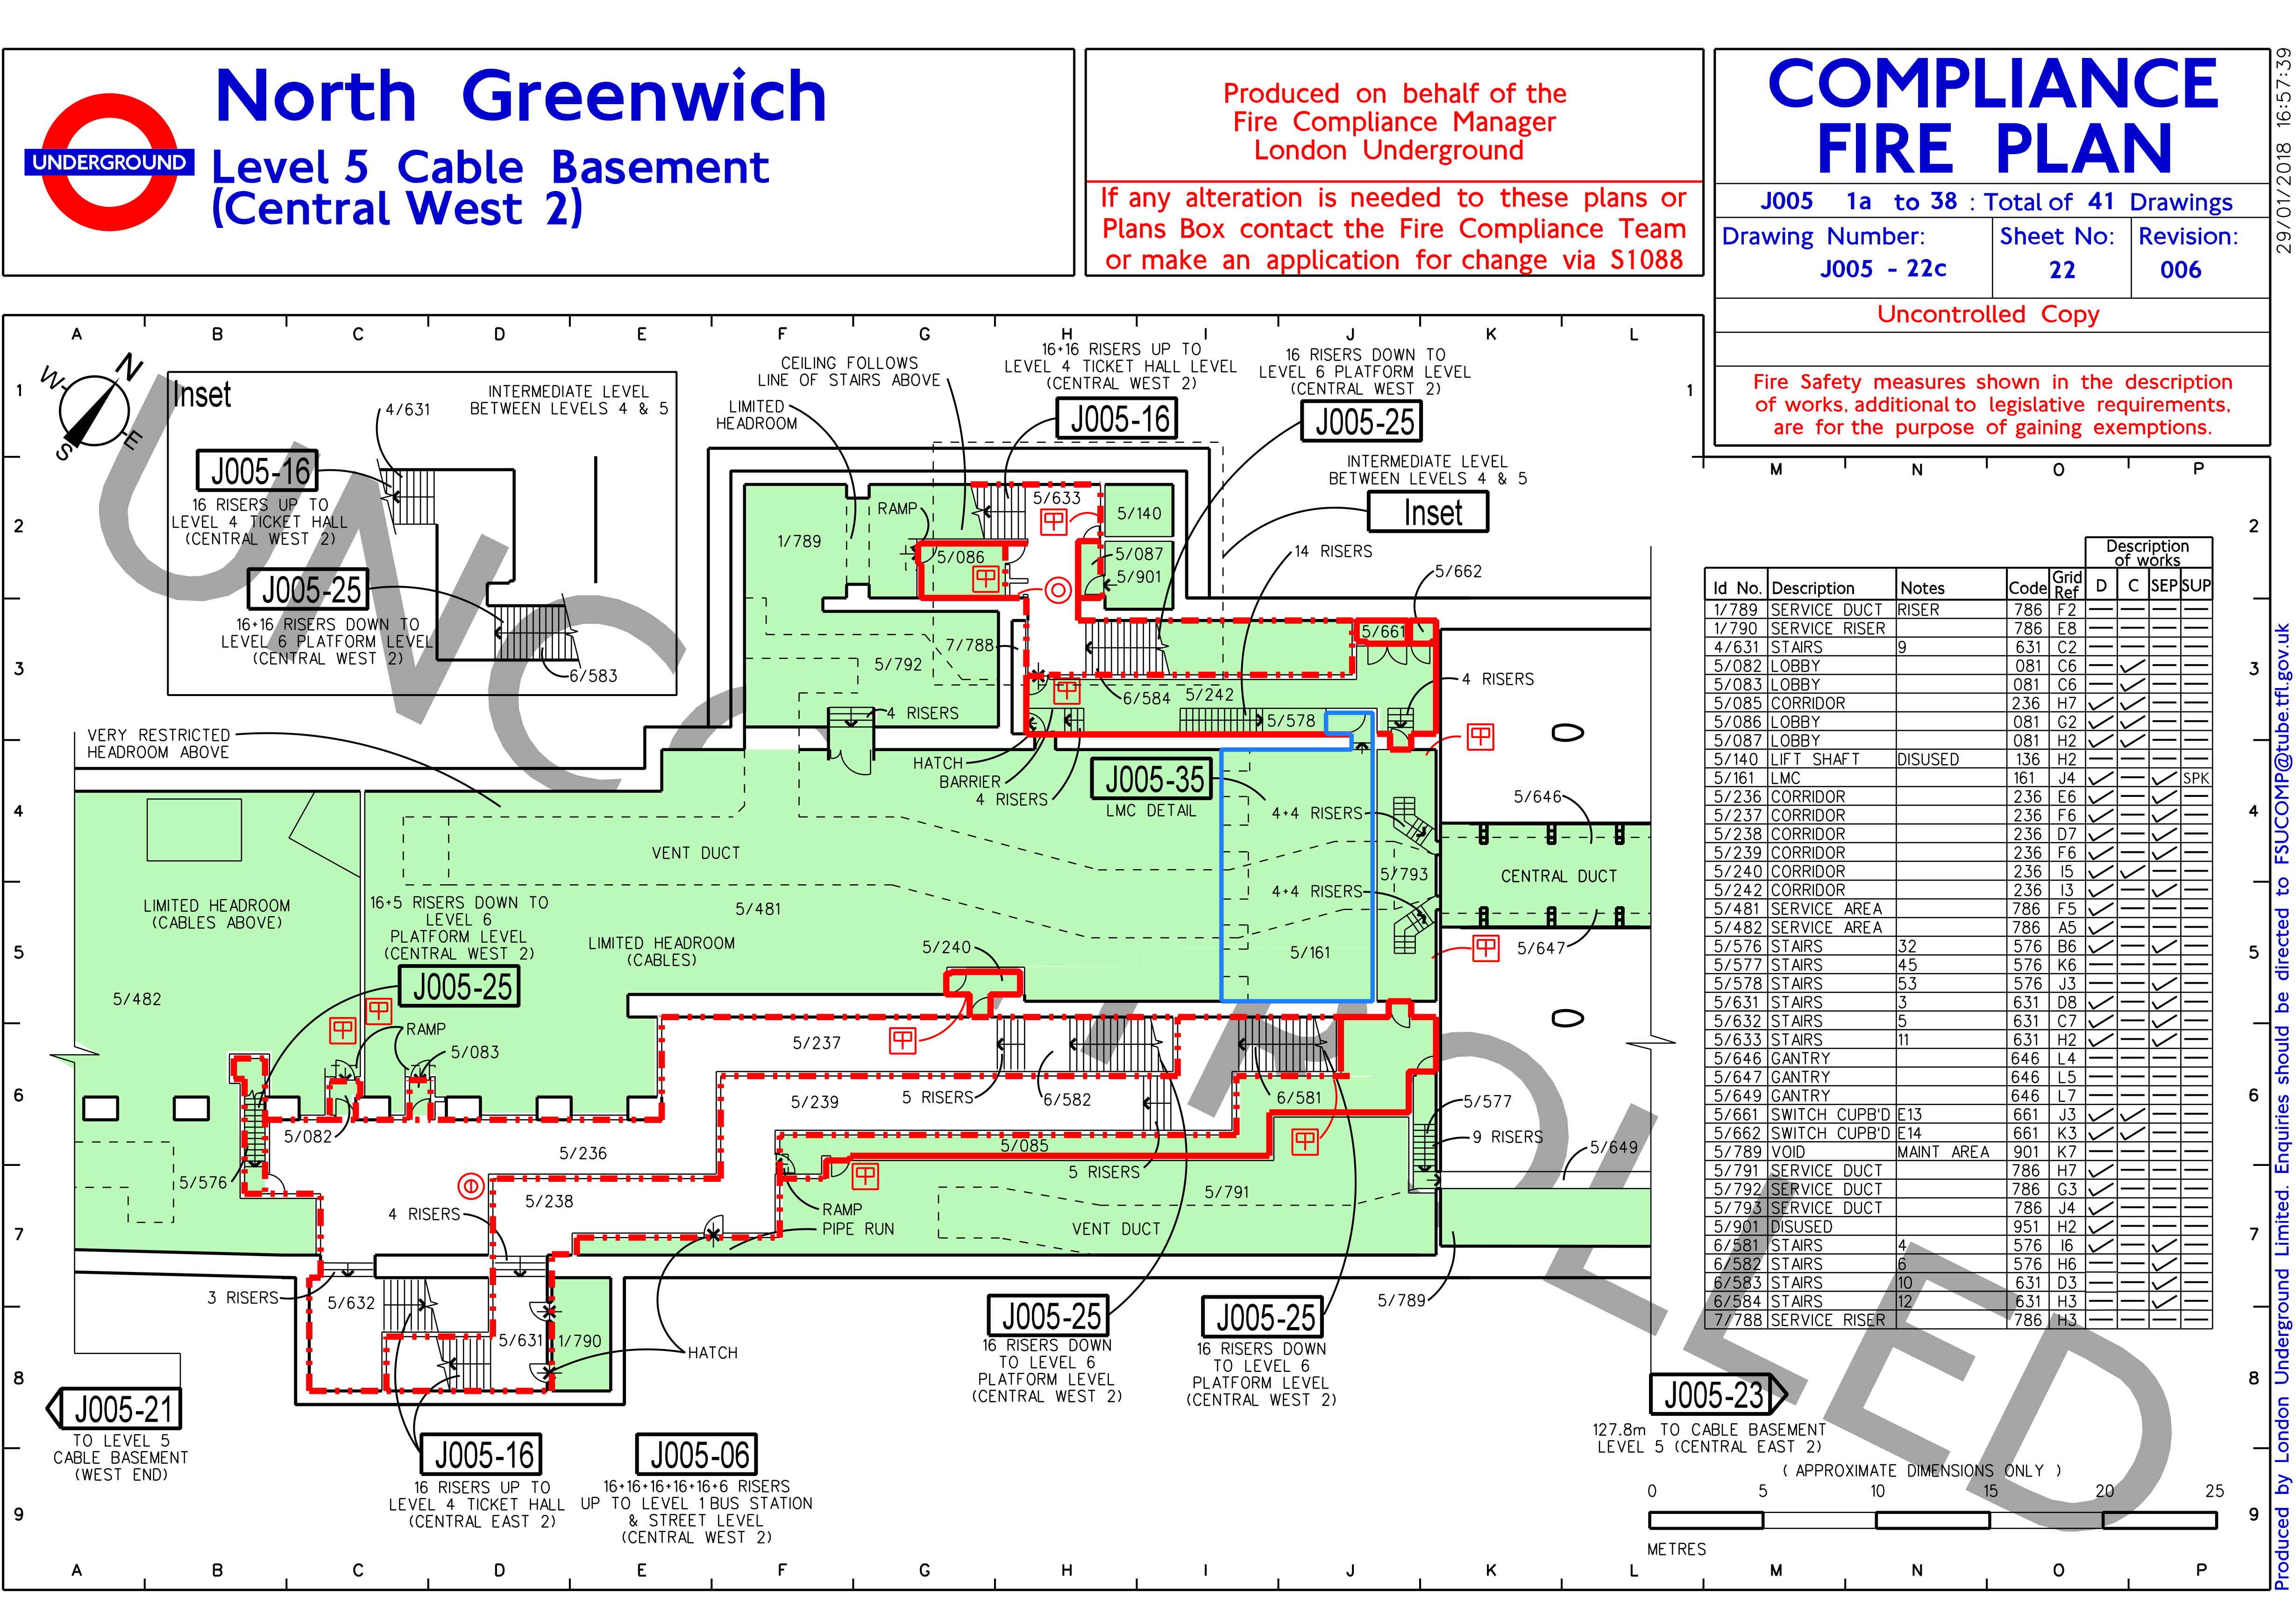 29/01/2018 16:57:39
UNDERGROUND
North Greenwich
Level 5 Cable Basement
(Central West 2)
Produced on behalf of the
Fire Compliance Manager
London Underground
If any alteration is needed to these plans or
Plans Box contact the Fire Compliance Team
or make an application for change via S1088
COMPLIANCE
FIRE PLAN
J005 1a to 38 : Total of 41 Drawings
Drawing Number:
J005 - 22c
Sheet No:
22
Revision:
006
Uncontrolled Copy
Fire Safety measures shown in the description
of works, additional to legislative requirements,
are for the purpose of gaining exemptions.
A B C D E F G H I J K L
1
N
W
E
S
Inset
INTERMEDIATE LEVEL
BETWEEN LEVELS 4 & 5
4/631
J005-16
16 RISERS UP TO
LEVEL 4 TICKET HALL
(CENTRAL WEST 2)
J005-25
16+16 RISERS DOWN TO
LEVEL 6 PLATFORM LEVEL
(CENTRAL WEST 2)
6/583
CEILING FOLLOWS
LINE OF STAIRS ABOVE
LIMITED
HEADROOM
16+16 RISERS UP TO
LEVEL 4 TICKET HALL LEVEL
(CENTRAL WEST 2)
J005-16
16 RISERS DOWN TO
LEVEL 6 PLATFORM LEVEL
(CENTRAL WEST 2)
J005-25
INTERMEDIATE LEVEL
BETWEEN LEVELS 4 & 5
Inset
1
M N O P
2
2
RAMP
5/633
5/140
1/789
5/086
5/087
5/901
14 RISERS
5/662
3
3
7/788
5/792
5/661
6/584
5/242
4 RISERS
4 RISERS
5/578
VERY RESTRICTED
HEADROOM ABOVE
HATCH
BARRIER
4 RISERS
J005-35
LMC DETAIL
4
4
4+4 RISERS
5/646
VENT DUCT
5/793
CENTRAL DUCT
4+4 RISERS
LIMITED HEADROOM
(CABLES ABOVE)
16+5 RISERS DOWN TO
LEVEL 6
PLATFORM LEVEL
(CENTRAL WEST 2)
J005-25
5/481
LIMITED HEADROOM
(CABLES)
5/240
5/161
5/647
5
5
5/482
RAMP
5/083
5/237
5/239
5 RISERS
6/582
6/581
5/577
6
6
5/082
5/236
5/085
5 RISERS
9 RISERS
5/649
5/576
5/238
4 RISERS
RAMP
PIPE RUN
5/791
VENT DUCT
7
7
3 RISERS
5/632
5/631
1/790
HATCH
5/789
J005-25
16 RISERS DOWN
TO LEVEL 6
PLATFORM LEVEL
(CENTRAL WEST 2)
J005-25
16 RISERS DOWN
TO LEVEL 6
PLATFORM LEVEL
(CENTRAL WEST 2)
8
8
J005-21
TO LEVEL 5
CABLE BASEMENT
(WEST END)
J005-16
16 RISERS UP TO
LEVEL 4 TICKET HALL
(CENTRAL EAST 2)
J005-06
16+16+16+16+16+6 RISERS
UP TO LEVEL 1 BUS STATION
& STREET LEVEL
(CENTRAL WEST 2)
J005-23
127.8m TO CABLE BASEMENT
LEVEL 5 (CENTRAL EAST 2)
( APPROXIMATE DIMENSIONS ONLY )
0 5 10 15 20 25
METRES
9
9
A B C D E F G H I J K L M N O P
Description
of works
Id No. Description Notes Code Grid Ref D C SEP SUP
1/789 SERVICE DUCT RISER 786 F2 — — — —
1/790 SERVICE RISER 786 E8 — — — —
4/631 STAIRS 9 631 C2 — — — —
5/082 LOBBY 081 C6 — ✓ — —
5/083 LOBBY 081 C6 — ✓ — —
5/085 CORRIDOR 236 H7 ✓ ✓ — —
5/086 LOBBY 081 G2 ✓ ✓ — —
5/087 LOBBY 081 H2 ✓ ✓ — —
5/140 LIFT SHAFT DISUSED 136 H2 — — — —
5/161 LMC 161 J4 ✓ — ✓ SPK
5/236 CORRIDOR 236 E6 ✓ — ✓ —
5/237 CORRIDOR 236 F6 ✓ — ✓ —
5/238 CORRIDOR 236 D7 ✓ — ✓ —
5/239 CORRIDOR 236 F6 ✓ — ✓ —
5/240 CORRIDOR 236 I5 ✓ ✓ — —
5/242 CORRIDOR 236 I3 ✓ — ✓ —
5/481 SERVICE AREA 786 F5 ✓ — — —
5/482 SERVICE AREA 786 A5 ✓ — — —
5/576 STAIRS 32 576 B6 ✓ — ✓ —
5/577 STAIRS 45 576 K6 — — — —
5/578 STAIRS 53 576 J3 — — ✓ —
5/631 STAIRS 3 631 D8 ✓ — ✓ —
5/632 STAIRS 5 631 C7 ✓ — ✓ —
5/633 STAIRS 11 631 H2 ✓ — ✓ —
5/646 GANTRY 646 L4 — — — —
5/647 GANTRY 646 L5 — — — —
5/649 GANTRY 646 L7 — — — —
5/661 SWITCH CUPB'D E13 661 J3 ✓ ✓ — —
5/662 SWITCH CUPB'D E14 661 K3 ✓ ✓ — —
5/789 VOID MAINT AREA 901 K7 — — — —
5/791 SERVICE DUCT 786 H7 ✓ — — —
5/792 SERVICE DUCT 786 G3 ✓ — — —
5/793 SERVICE DUCT 786 J4 ✓ — — —
5/901 DISUSED 951 H2 ✓ — — —
6/581 STAIRS 4 576 I6 ✓ — ✓ —
6/582 STAIRS 6 576 H6 — — ✓ —
6/583 STAIRS 10 631 D3 — — ✓ —
6/584 STAIRS 12 631 H3 — — ✓ —
7/788 SERVICE RISER 786 H3 — — — —
Produced by London Underground Limited. Enquiries should be directed to FSUCOMP@tube.tfl.gov.uk
UNCONTROLLED